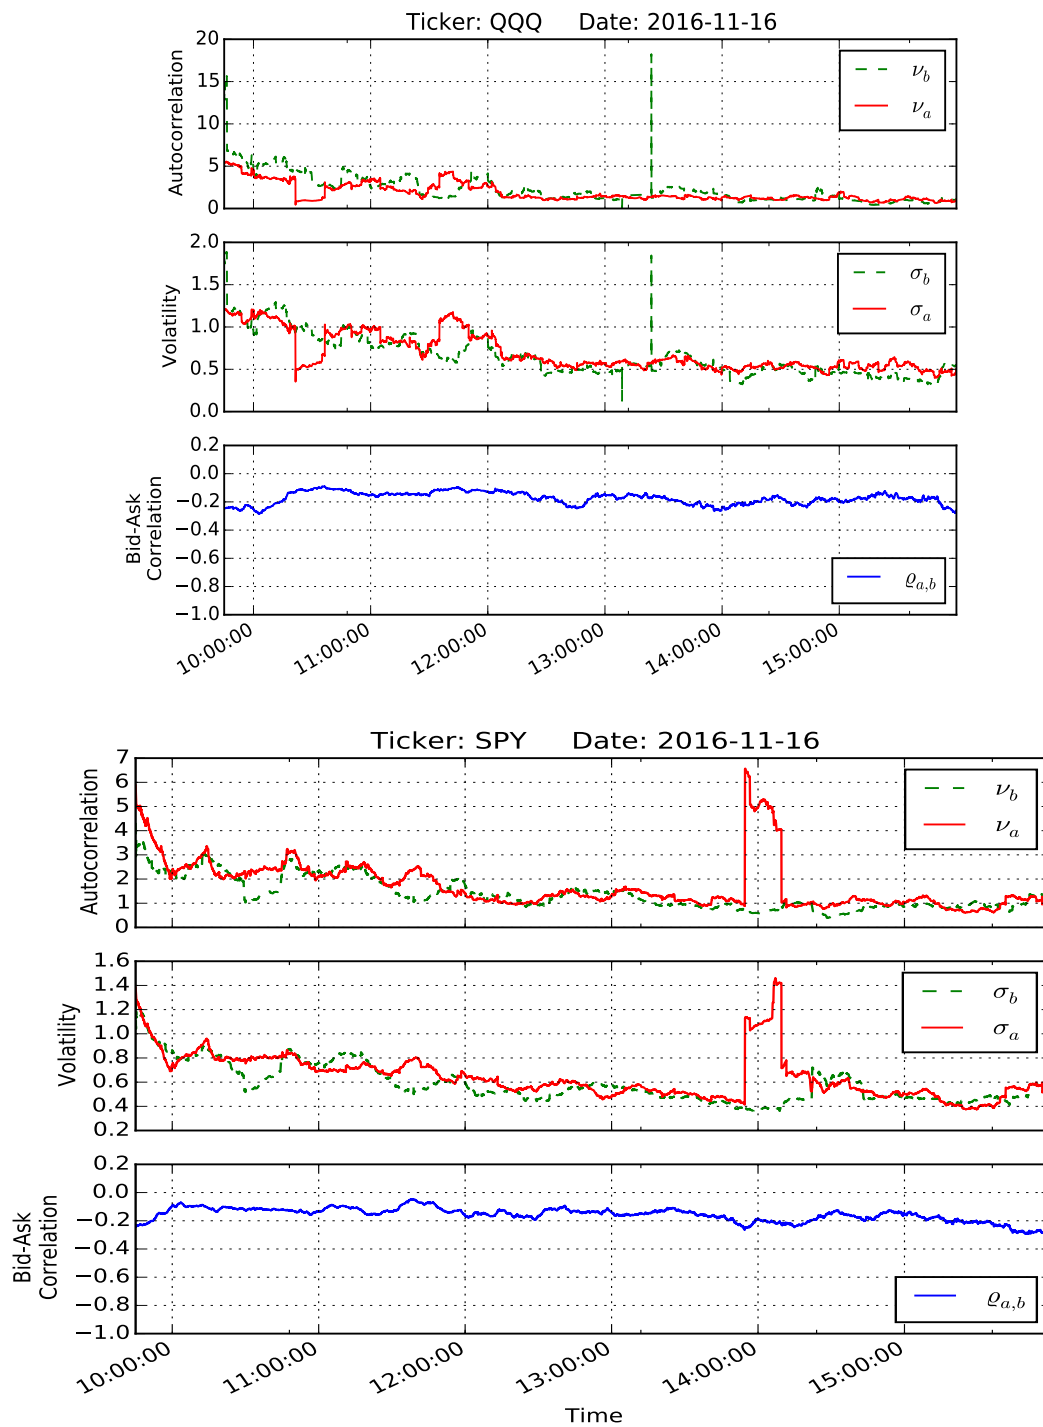 Ticker: QQQ Date: 2016-11-16
Autocorrelation
20
15
10
5
0
ν_b
ν_a
Volatility
2.0
1.5
1.0
0.5
0.0
σ_b
σ_a
Bid-Ask
Correlation
0.2
0.0
−0.2
−0.4
−0.6
−0.8
−1.0
ϱ_{a,b}
10:00:00
11:00:00
12:00:00
13:00:00
14:00:00
15:00:00
Ticker: SPY Date: 2016-11-16
Autocorrelation
7
6
5
4
3
2
1
0
ν_b
ν_a
Volatility
1.6
1.4
1.2
1.0
0.8
0.6
0.4
0.2
σ_b
σ_a
Bid-Ask
Correlation
0.2
0.0
−0.2
−0.4
−0.6
−0.8
−1.0
ϱ_{a,b}
10:00:00
11:00:00
12:00:00
13:00:00
14:00:00
15:00:00
Time